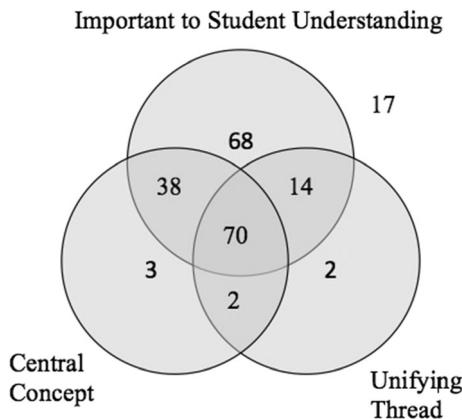 Important to Student Understanding
17
68
38
14
70
3
2
2
Central
Concept
Unifying
Thread